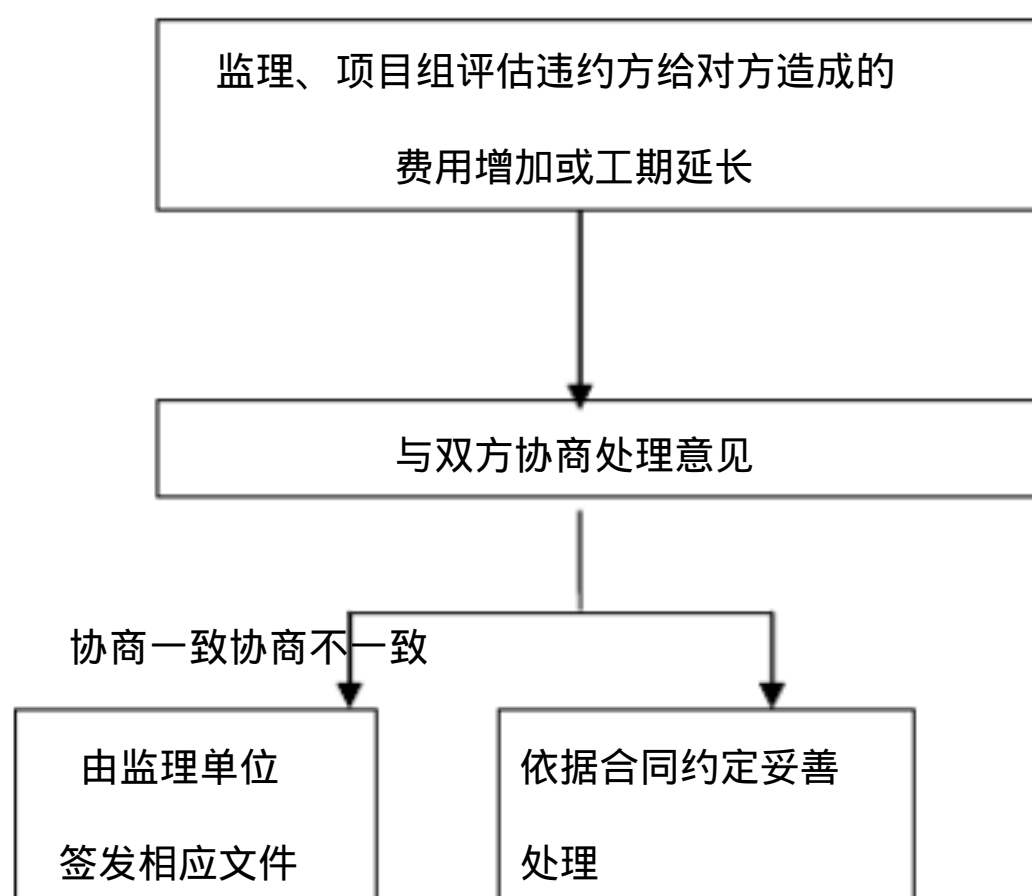 监理、项目组评估违约方给对方造成的
费用增加或工期延长
与双方协商处理意见
协商一致协商不一致
由监理单位
签发相应文件
依据合同约定妥善
处理